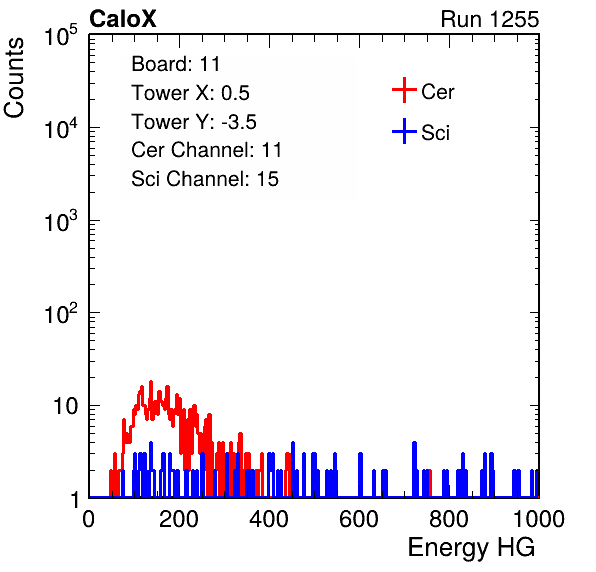 CaloX Run 1255
Counts
Board: 11
Tower X: 0.5
Tower Y: -3.5
Cer Channel: 11
Sci Channel: 15
Cer
Sci
10^5
10^4
10^3
10^2
10
1
0 200 400 600 800 1000
Energy HG